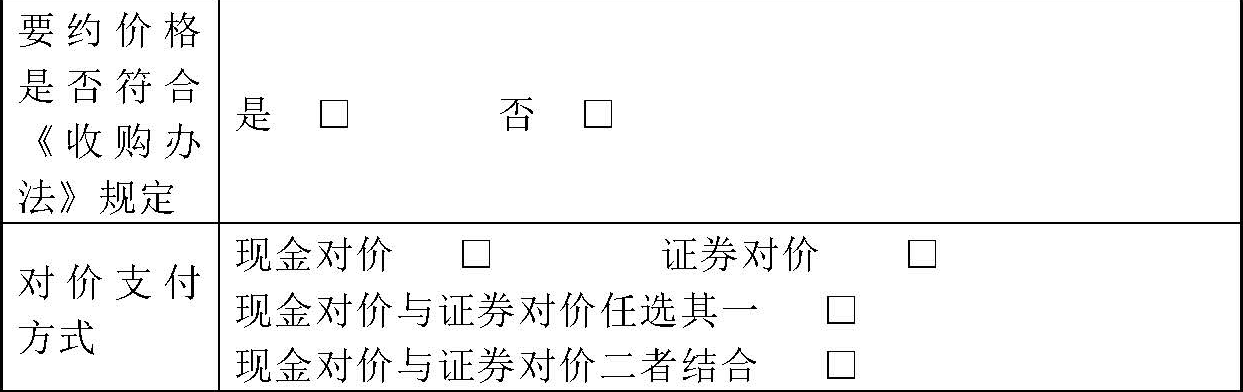 要约价格
是否符合
《收购办
法》规定
是 □ 否 □
对价支付
方式
现金对价 □ 证券对价 □
现金对价与证券对价任选其一 □
现金对价与证券对价二者结合 □